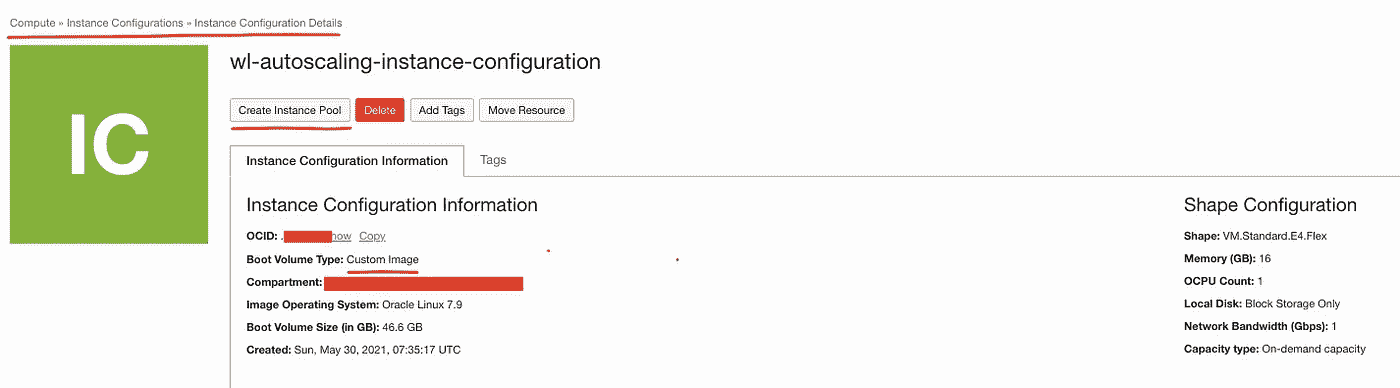 Compute » Instance Configurations » Instance Configuration Details
IC
wl-autoscaling-instance-configuration
Create Instance Pool Delete Add Tags Move Resource
Instance Configuration Information Tags
Instance Configuration Information
OCID: Copy
Boot Volume Type: Custom Image
Compartment:
Image Operating System: Oracle Linux 7.9
Boot Volume Size (in GB): 46.6 GB
Created: Sun, May 30, 2021, 07:35:17 UTC
Shape Configuration
Shape: VM.Standard.E4.Flex
Memory (GB): 16
OCPU Count: 1
Local Disk: Block Storage Only
Network Bandwidth (Gbps): 1
Capacity type: On-demand capacity